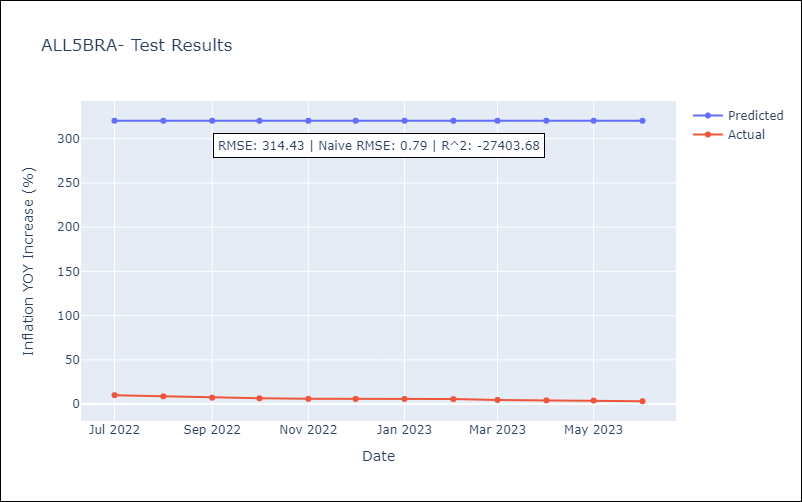 ALL5BRA- Test Results
Predicted
Actual
RMSE: 314.43 | Naive RMSE: 0.79 | R^2: -27403.68
Inflation YOY Increase (%)
300
250
200
150
100
50
0
Jul 2022
Sep 2022
Nov 2022
Jan 2023
Mar 2023
May 2023
Date